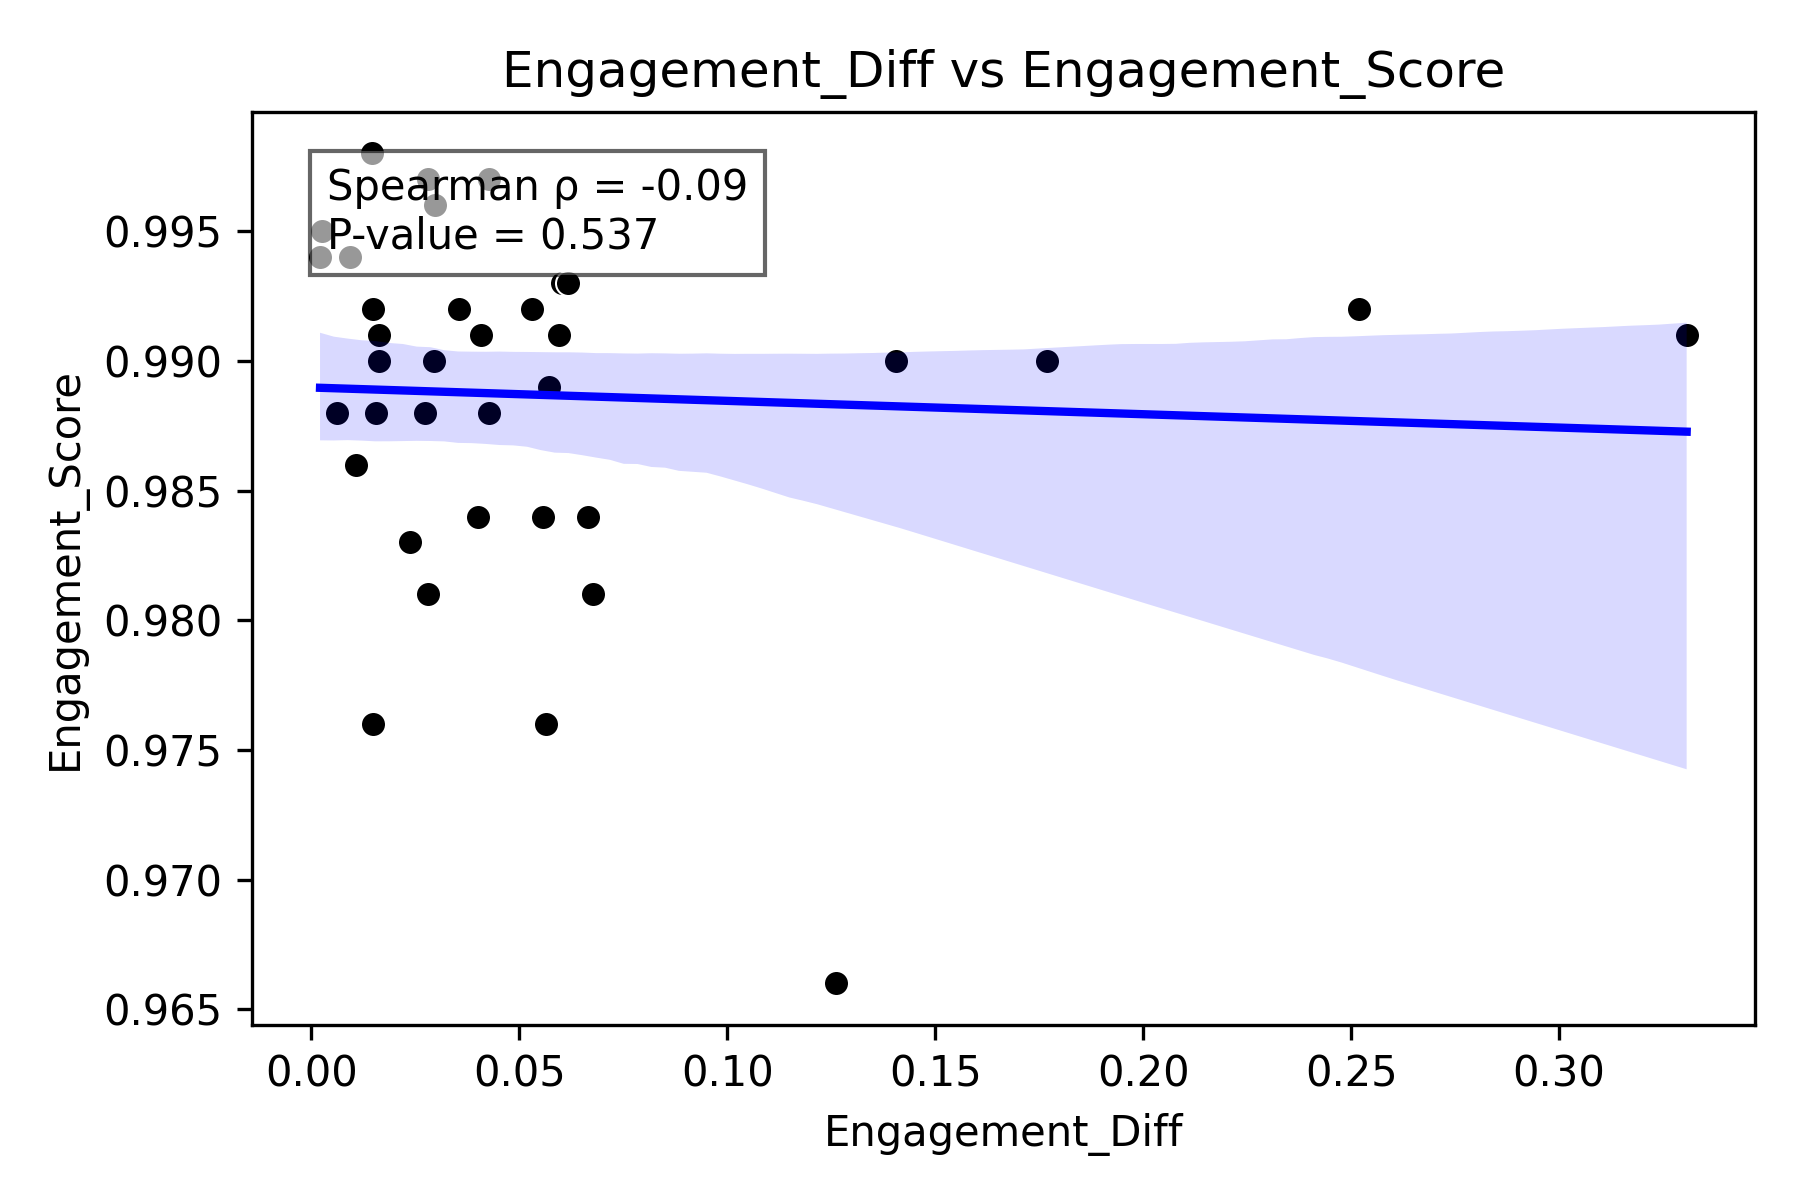 Engagement_Diff vs Engagement_Score
Spearman ρ = -0.09
P-value = 0.537
Engagement_Score
0.995
0.990
0.985
0.980
0.975
0.970
0.965
0.00 0.05 0.10 0.15 0.20 0.25 0.30
Engagement_Diff